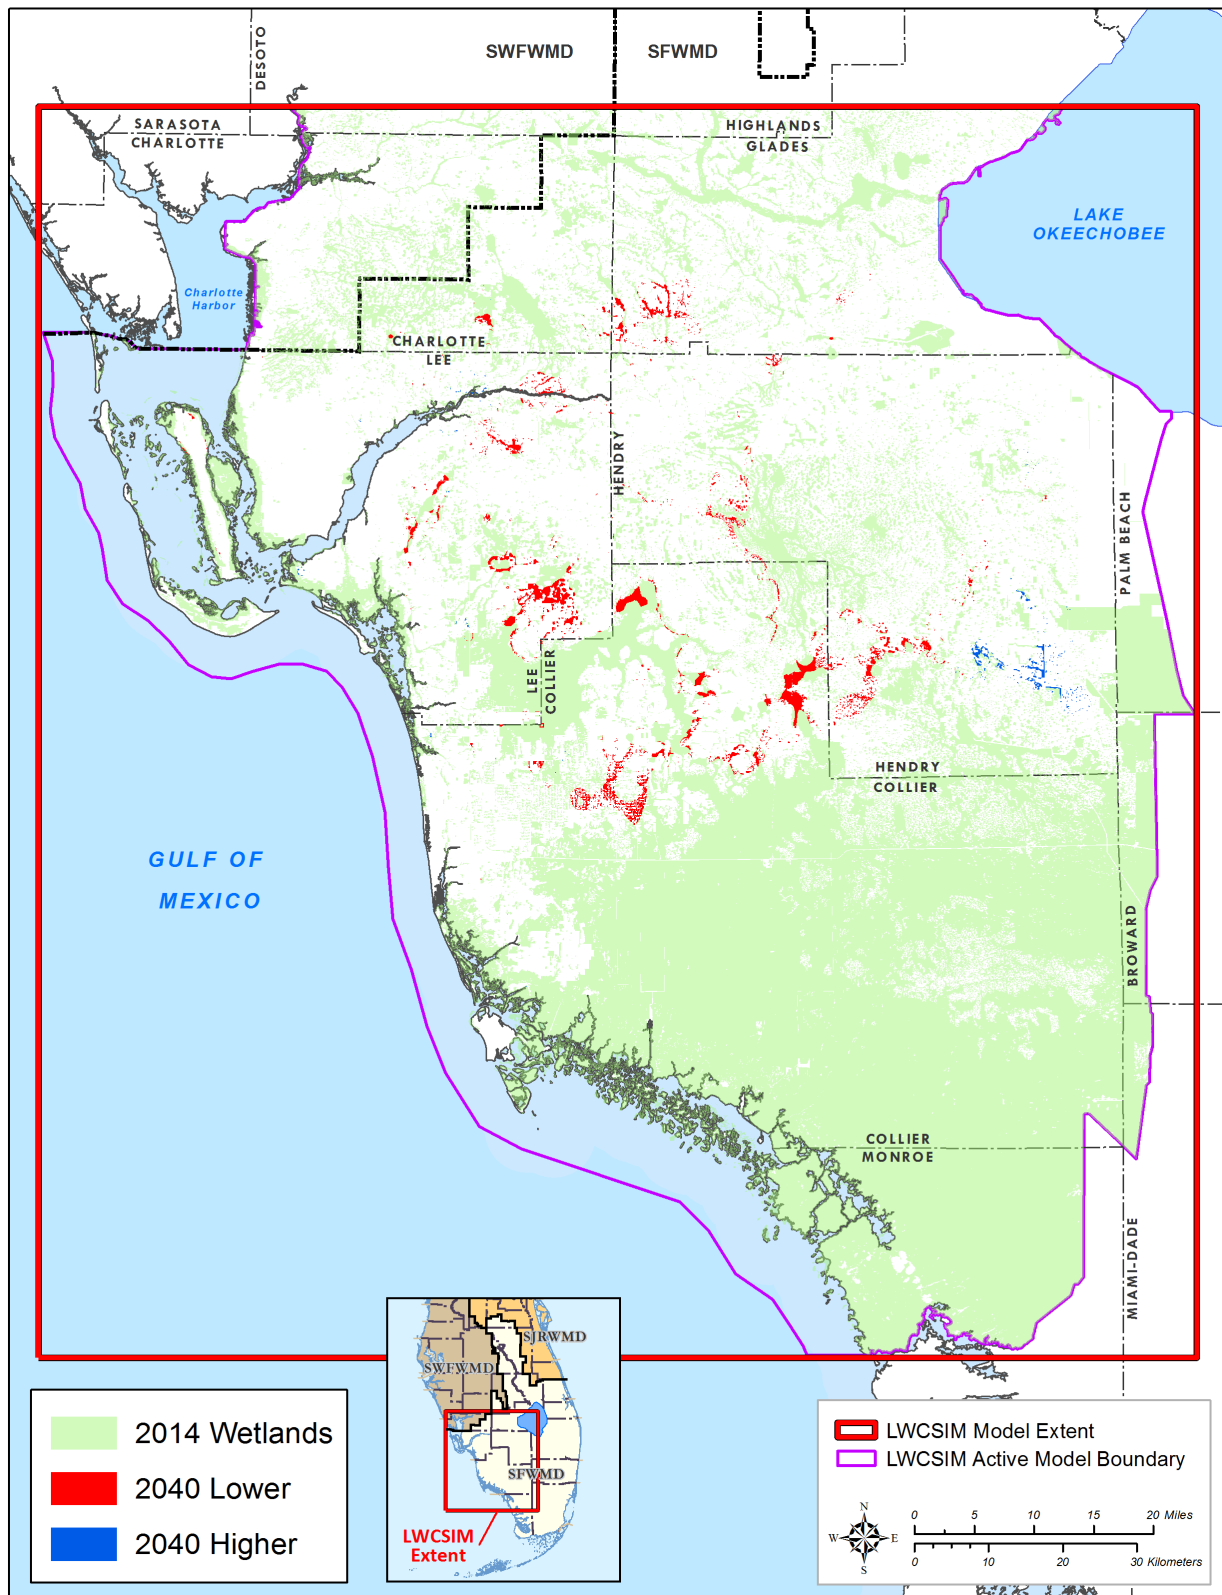 DESOTO
SWFWMD
SFWMD
SARASOTA
CHARLOTTE
HIGHLANDS
GLADES
LAKE
OKEECHOBEE
Charlotte
Harbor
CHARLOTTE
LEE
HENDRY
PALM BEACH
LEE
COLLIER
HENDRY
COLLIER
GULF OF
MEXICO
BROWARD
COLLIER
MONROE
MIAMI-DADE
SJRWMD
SWFWMD
SFWMD
LWCSIM
Extent
2014 Wetlands
2040 Lower
2040 Higher
LWCSIM Model Extent
LWCSIM Active Model Boundary
N
W
E
S
0 5 10 15 20 Miles
0 10 20 30 Kilometers